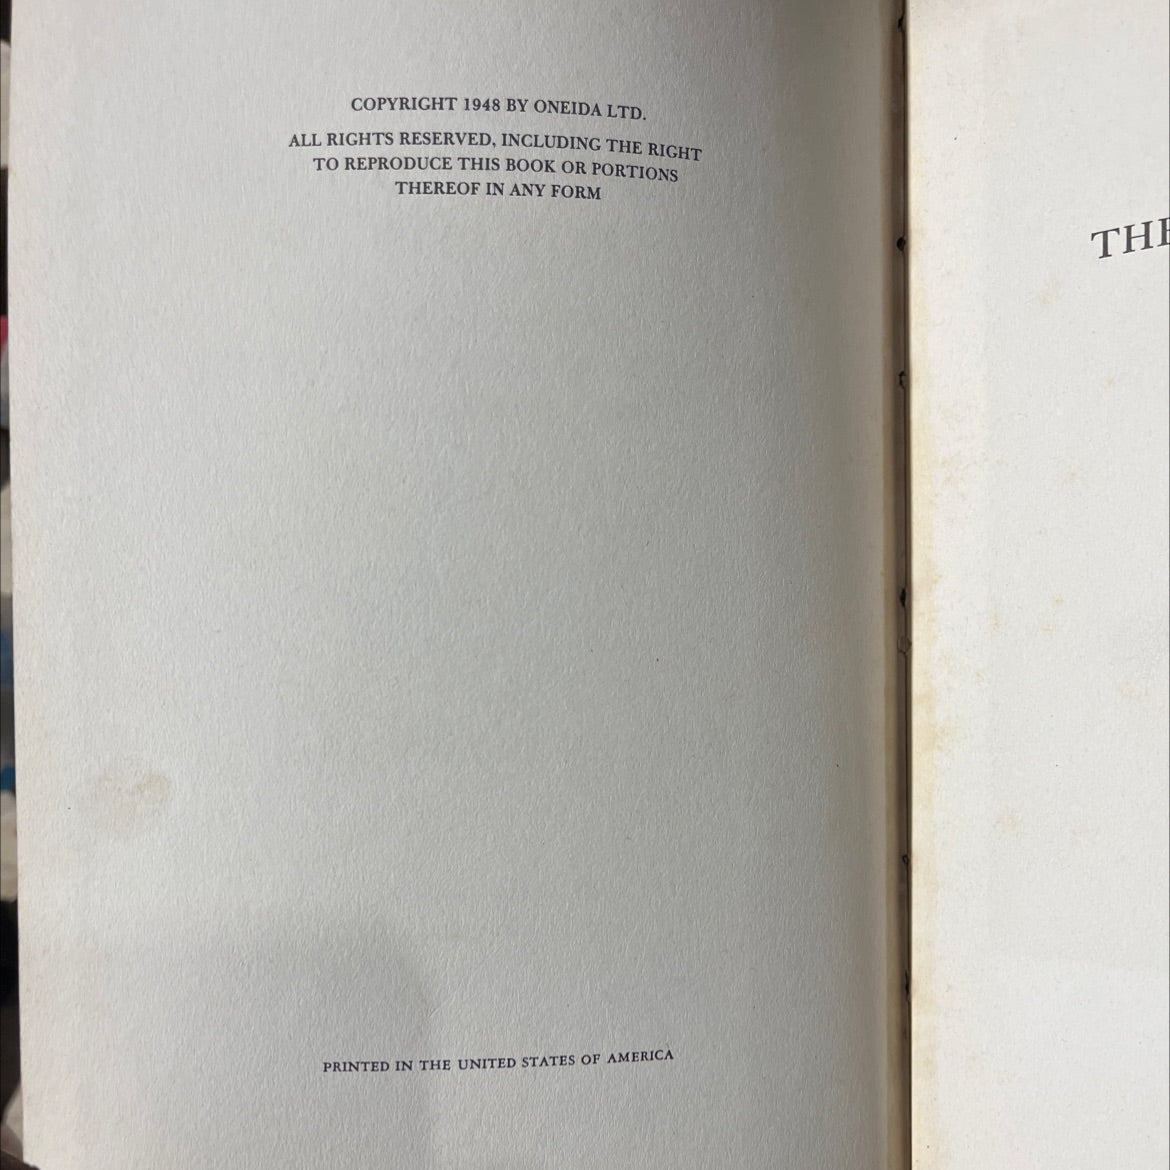 COPYRIGHT 1948 BY ONEIDA LTD.
ALL RIGHTS RESERVED, INCLUDING THE RIGHT
TO REPRODUCE THIS BOOK OR PORTIONS
THEREOF IN ANY FORM
PRINTED IN THE UNITED STATES OF AMERICA